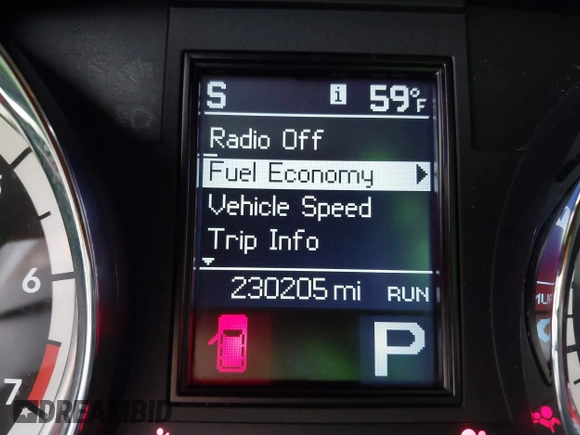 S i 59°F
Radio Off
Fuel Economy
Vehicle Speed
Trip Info
230205 mi RUN
P
6
7
DREAMBID